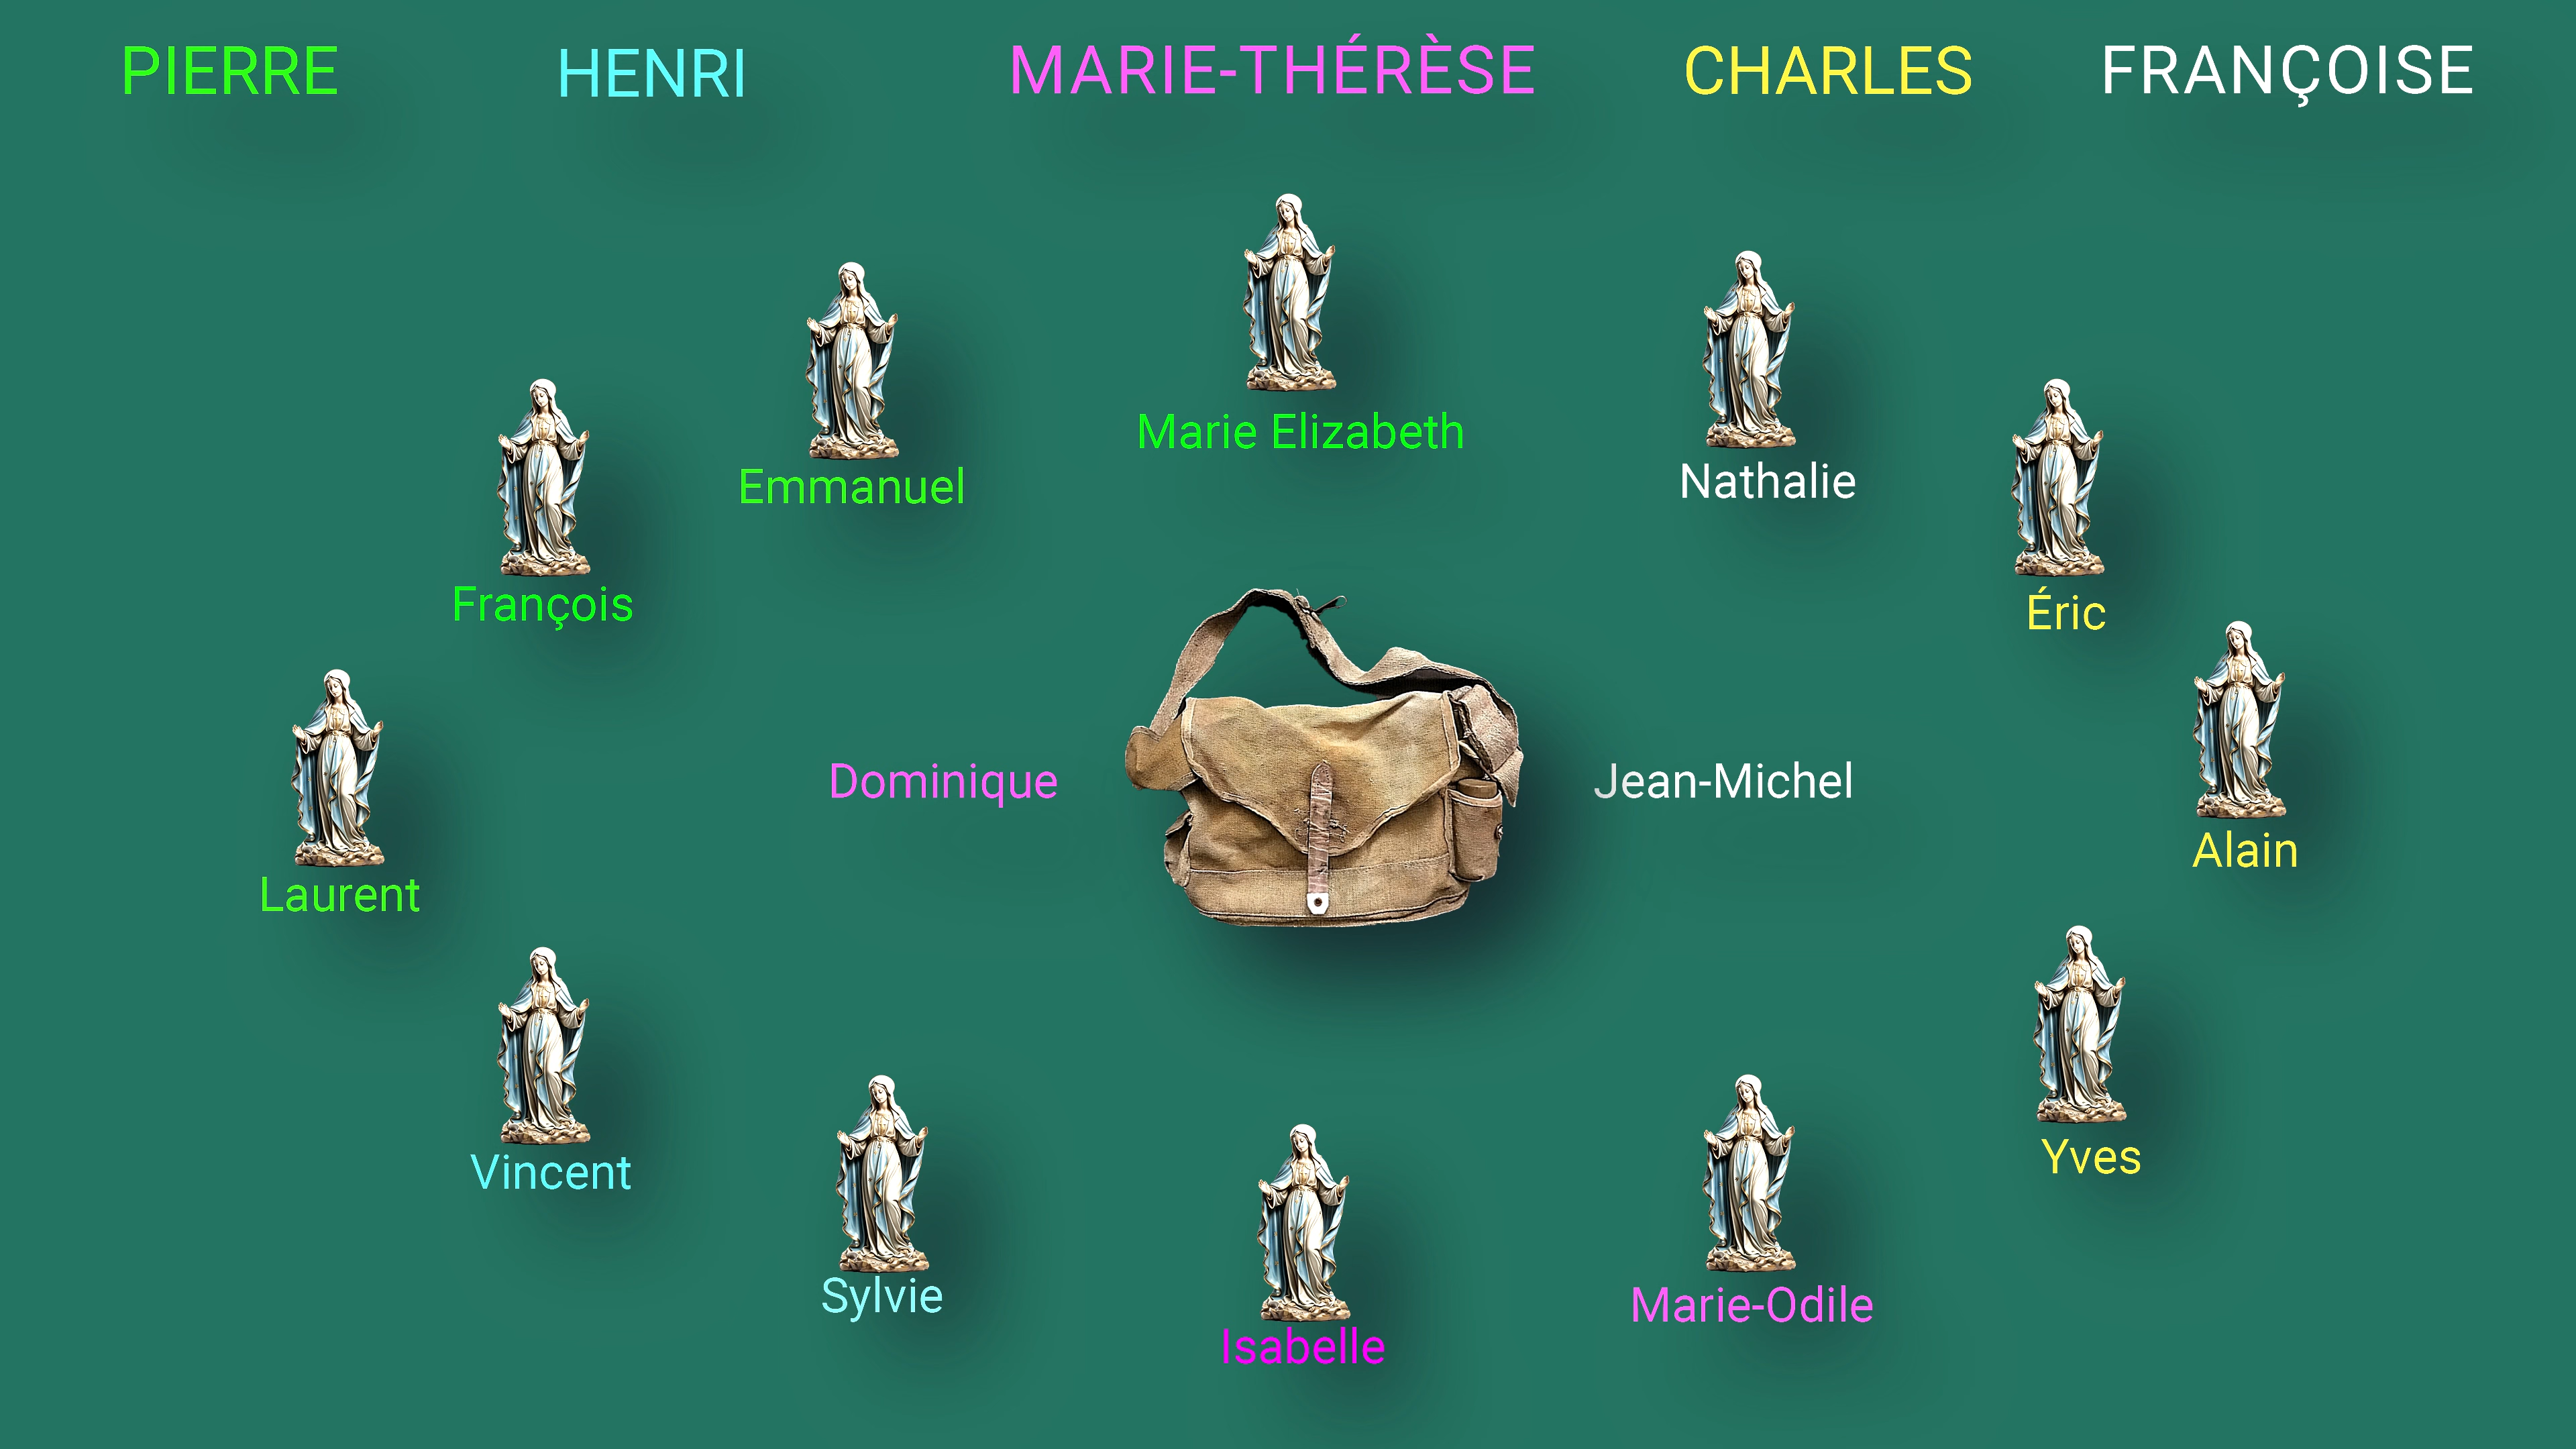 PIERRE
HENRI
MARIE-THÉRÈSE
CHARLES
FRANÇOISE
Marie Elizabeth
Emmanuel
Nathalie
François
Éric
Dominique
Jean-Michel
Alain
Laurent
Vincent
Yves
Sylvie
Marie-Odile
Isabelle